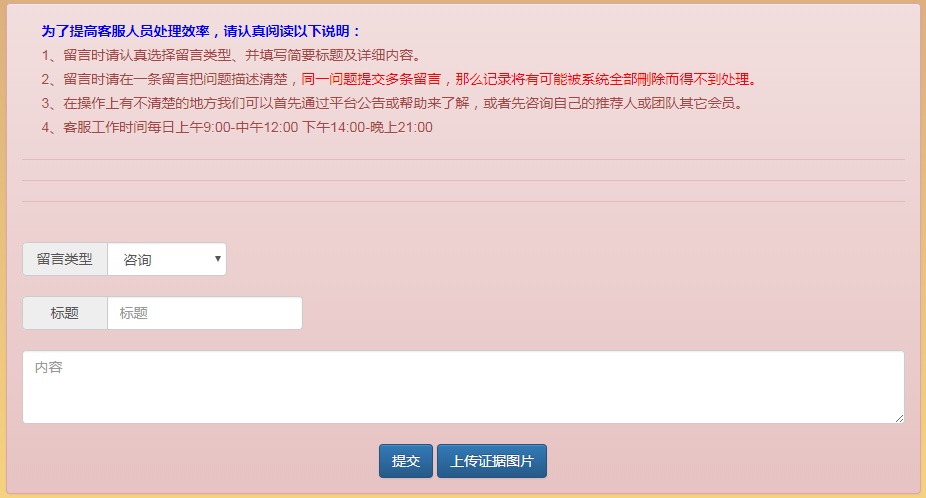 为了提高客服人员处理效率，请认真阅读以下说明：
1、留言时请认真选择留言类型、并填写简要标题及详细内容。
2、留言时请在一条留言把问题描述清楚，同一问题提交多条留言，那么记录将有可能被系统全部刪除而得不到处理。
3、在操作上有不清楚的地方我们可以首先通过平台公告或帮助来了解，或者先咨询自己的推荐人或团队其它会员。
4、客服工作时间每日上午9:00-中午12:00 下午14:00-晚上21:00
留言类型 咨询
标题 标题
内容
提交 上传证据图片